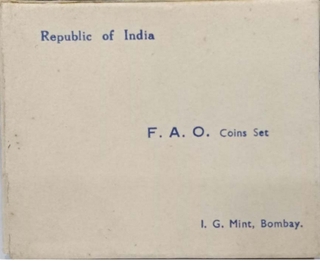 Republic of India
F. A. O. Coins Set
I. G. Mint, Bombay.